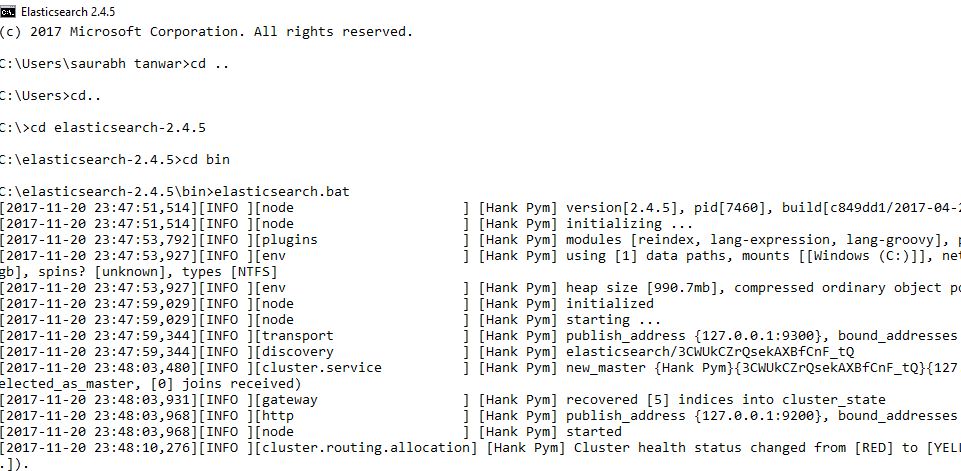 Elasticsearch 2.4.5
(c) 2017 Microsoft Corporation. All rights reserved.
C:\Users\saurabh tanwar>cd ..
C:\Users>cd..
C:\>cd elasticsearch-2.4.5
C:\elasticsearch-2.4.5>cd bin
C:\elasticsearch-2.4.5\bin>elasticsearch.bat
[2017-11-20 23:47:51,514][INFO ][node                     ] [Hank Pym] version[2.4.5], pid[7460], build[c849dd1/2017-04-2
[2017-11-20 23:47:51,514][INFO ][node                     ] [Hank Pym] initializing ...
[2017-11-20 23:47:53,792][INFO ][plugins                  ] [Hank Pym] modules [reindex, lang-expression, lang-groovy], p
[2017-11-20 23:47:53,927][INFO ][env                      ] [Hank Pym] using [1] data paths, mounts [[Windows (C:)]], net
gb], spins? [unknown], types [NTFS]
[2017-11-20 23:47:53,927][INFO ][env                      ] [Hank Pym] heap size [990.7mb], compressed ordinary object po
[2017-11-20 23:47:59,029][INFO ][node                     ] [Hank Pym] initialized
[2017-11-20 23:47:59,029][INFO ][node                     ] [Hank Pym] starting ...
[2017-11-20 23:47:59,344][INFO ][transport                ] [Hank Pym] publish_address {127.0.0.1:9300}, bound_addresses
[2017-11-20 23:47:59,344][INFO ][discovery                ] [Hank Pym] elasticsearch/3CWUkCZrQsekAXBfCnF_tQ
[2017-11-20 23:48:03,480][INFO ][cluster.service          ] [Hank Pym] new_master {Hank Pym}{3CWUkCZrQsekAXBfCnF_tQ}{127
elected_as_master, [0] joins received)
[2017-11-20 23:48:03,931][INFO ][gateway                  ] [Hank Pym] recovered [5] indices into cluster_state
[2017-11-20 23:48:03,968][INFO ][http                     ] [Hank Pym] publish_address {127.0.0.1:9200}, bound_addresses
[2017-11-20 23:48:03,968][INFO ][node                     ] [Hank Pym] started
[2017-11-20 23:48:10,276][INFO ][cluster.routing.allocation] [Hank Pym] Cluster health status changed from [RED] to [YELL
.]).